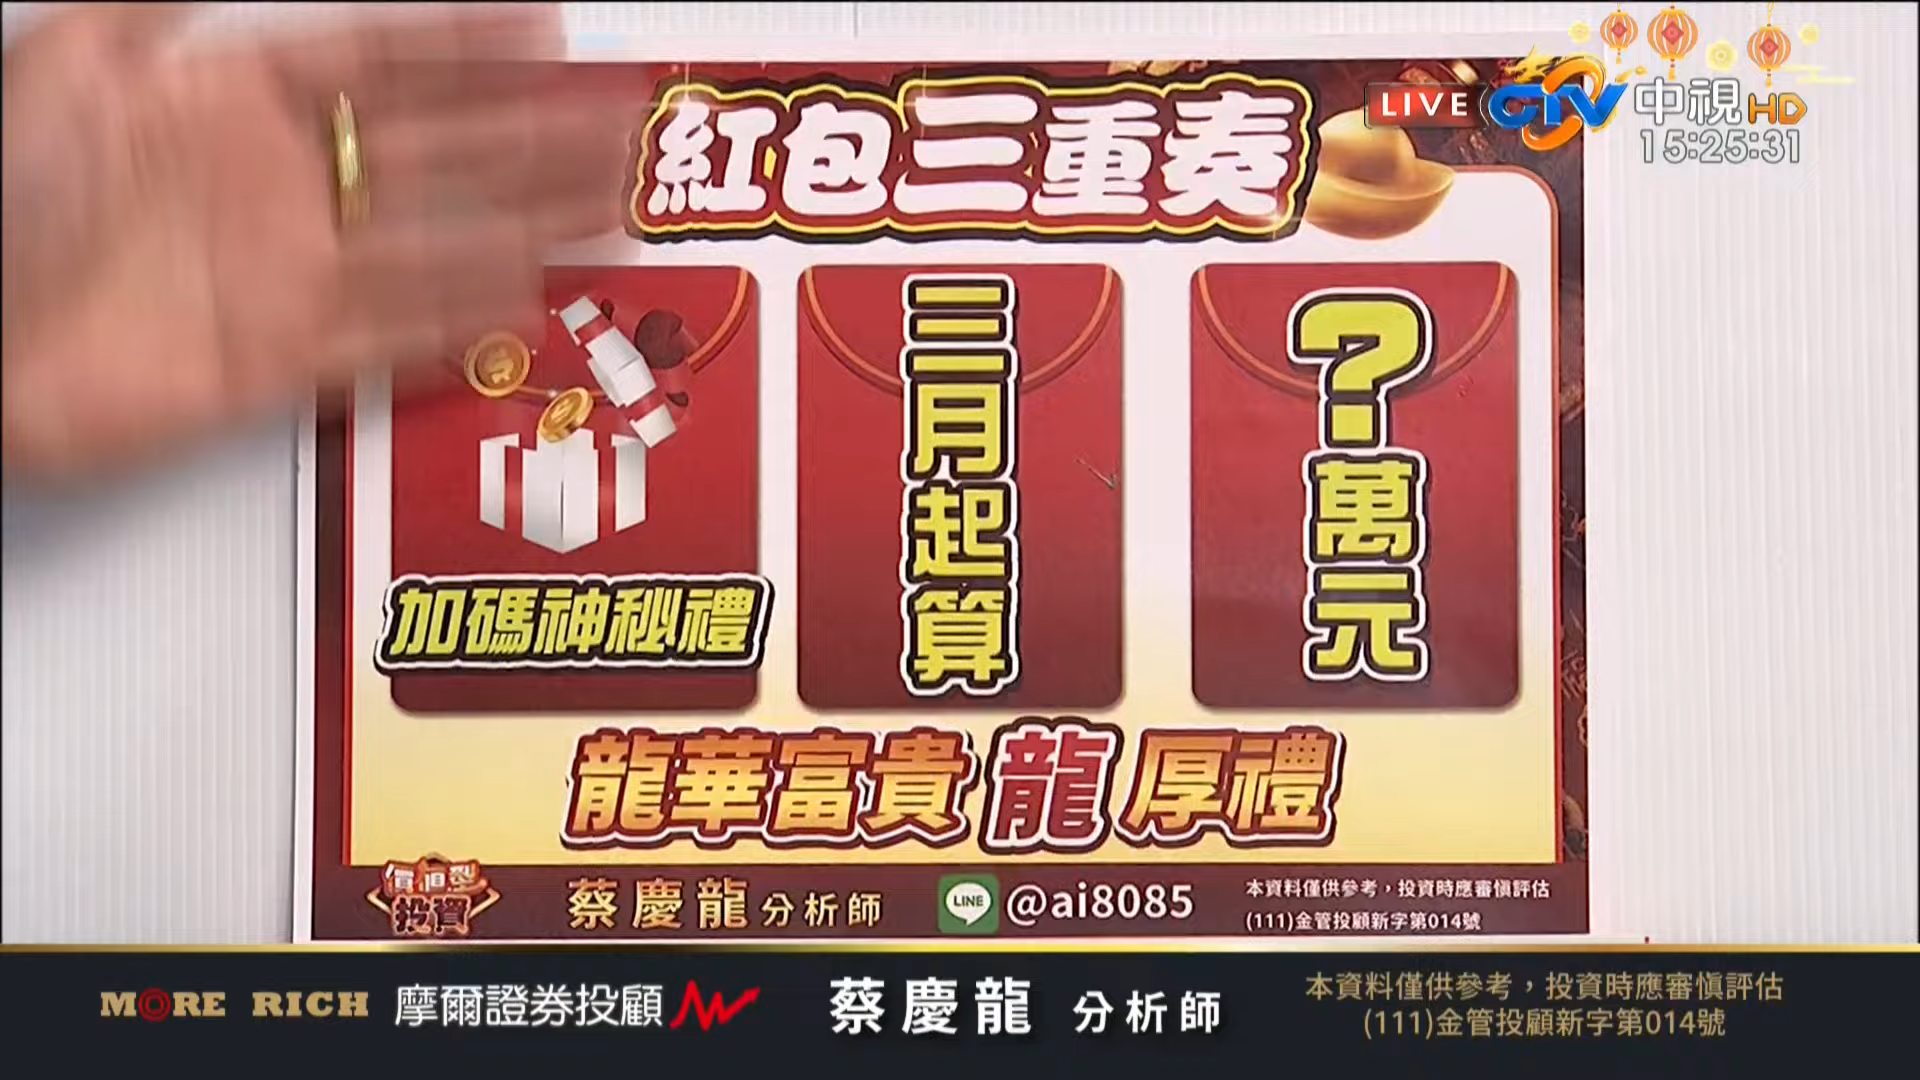 LIVE CTV 中視HD
15:25:31
紅包三重奏
加碼神秘禮
三月起算
?萬元
龍華富貴 龍 厚禮
價值型
投資
蔡慶龍分析師
LINE @ai8085
本資料僅供參考，投資時應審慎評估
(111)金管投顧新字第014號
MORE RICH 摩爾證券投顧
蔡慶龍 分析師
本資料僅供參考，投資時應審慎評估
(111)金管投顧新字第014號